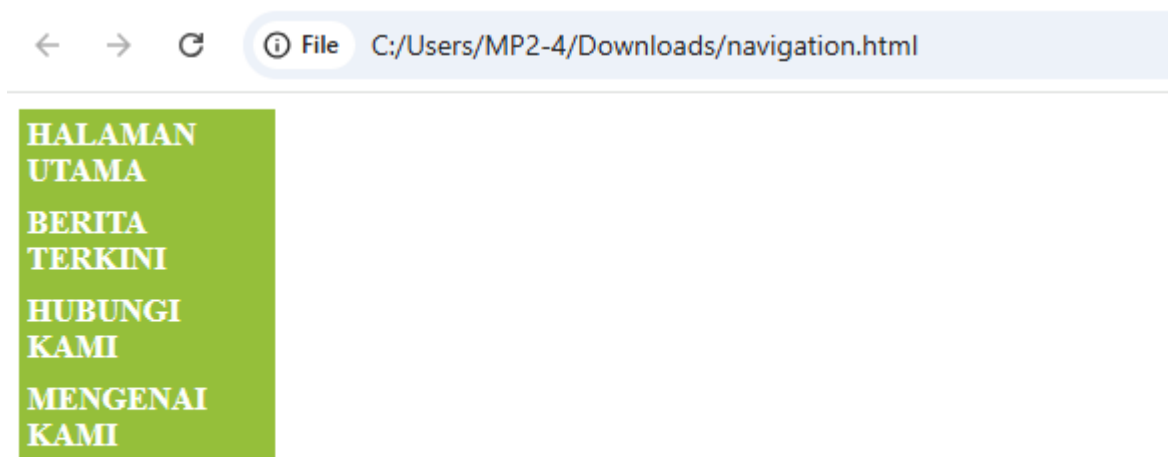 File C:/Users/MP2-4/Downloads/navigation.html
HALAMAN
UTAMA
BERITA
TERKINI
HUBUNGI
KAMI
MENGENAI
KAMI